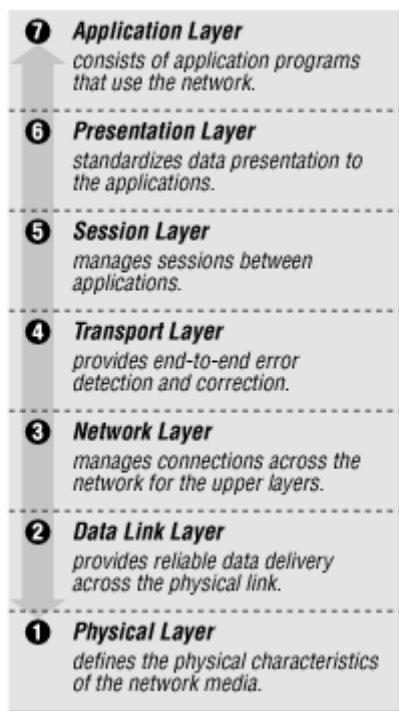 7 Application Layer
consists of application programs
that use the network.
6 Presentation Layer
standardizes data presentation to
the applications.
5 Session Layer
manages sessions between
applications.
4 Transport Layer
provides end-to-end error
detection and correction.
3 Network Layer
manages connections across the
network for the upper layers.
2 Data Link Layer
provides reliable data delivery
across the physical link.
1 Physical Layer
defines the physical characteristics
of the network media.